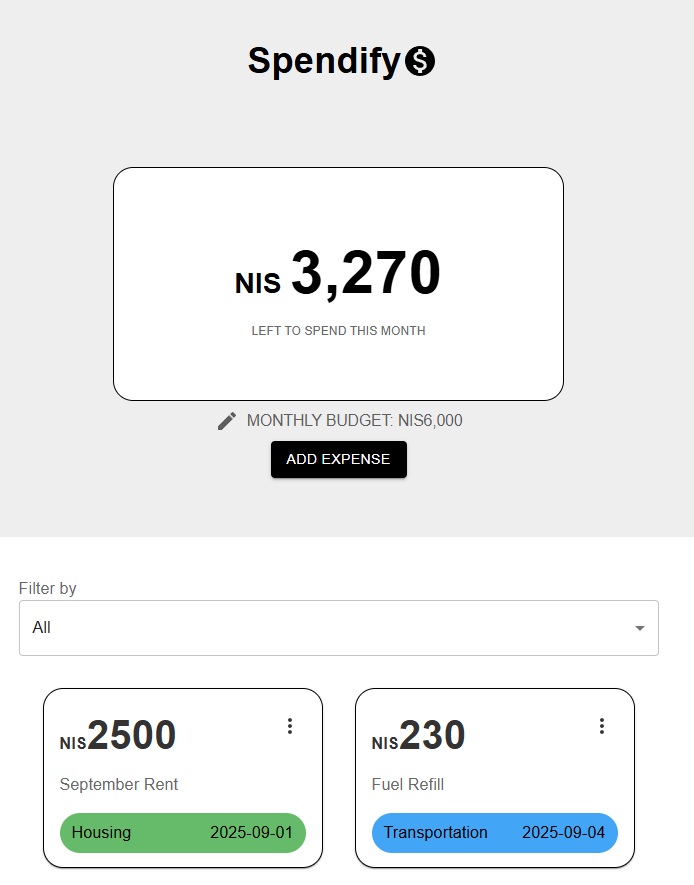 Spendify$
NIS 3,270
LEFT TO SPEND THIS MONTH
MONTHLY BUDGET: NIS6,000
ADD EXPENSE
Filter by
All
NIS2500
September Rent
Housing 2025-09-01
NIS230
Fuel Refill
Transportation 2025-09-04